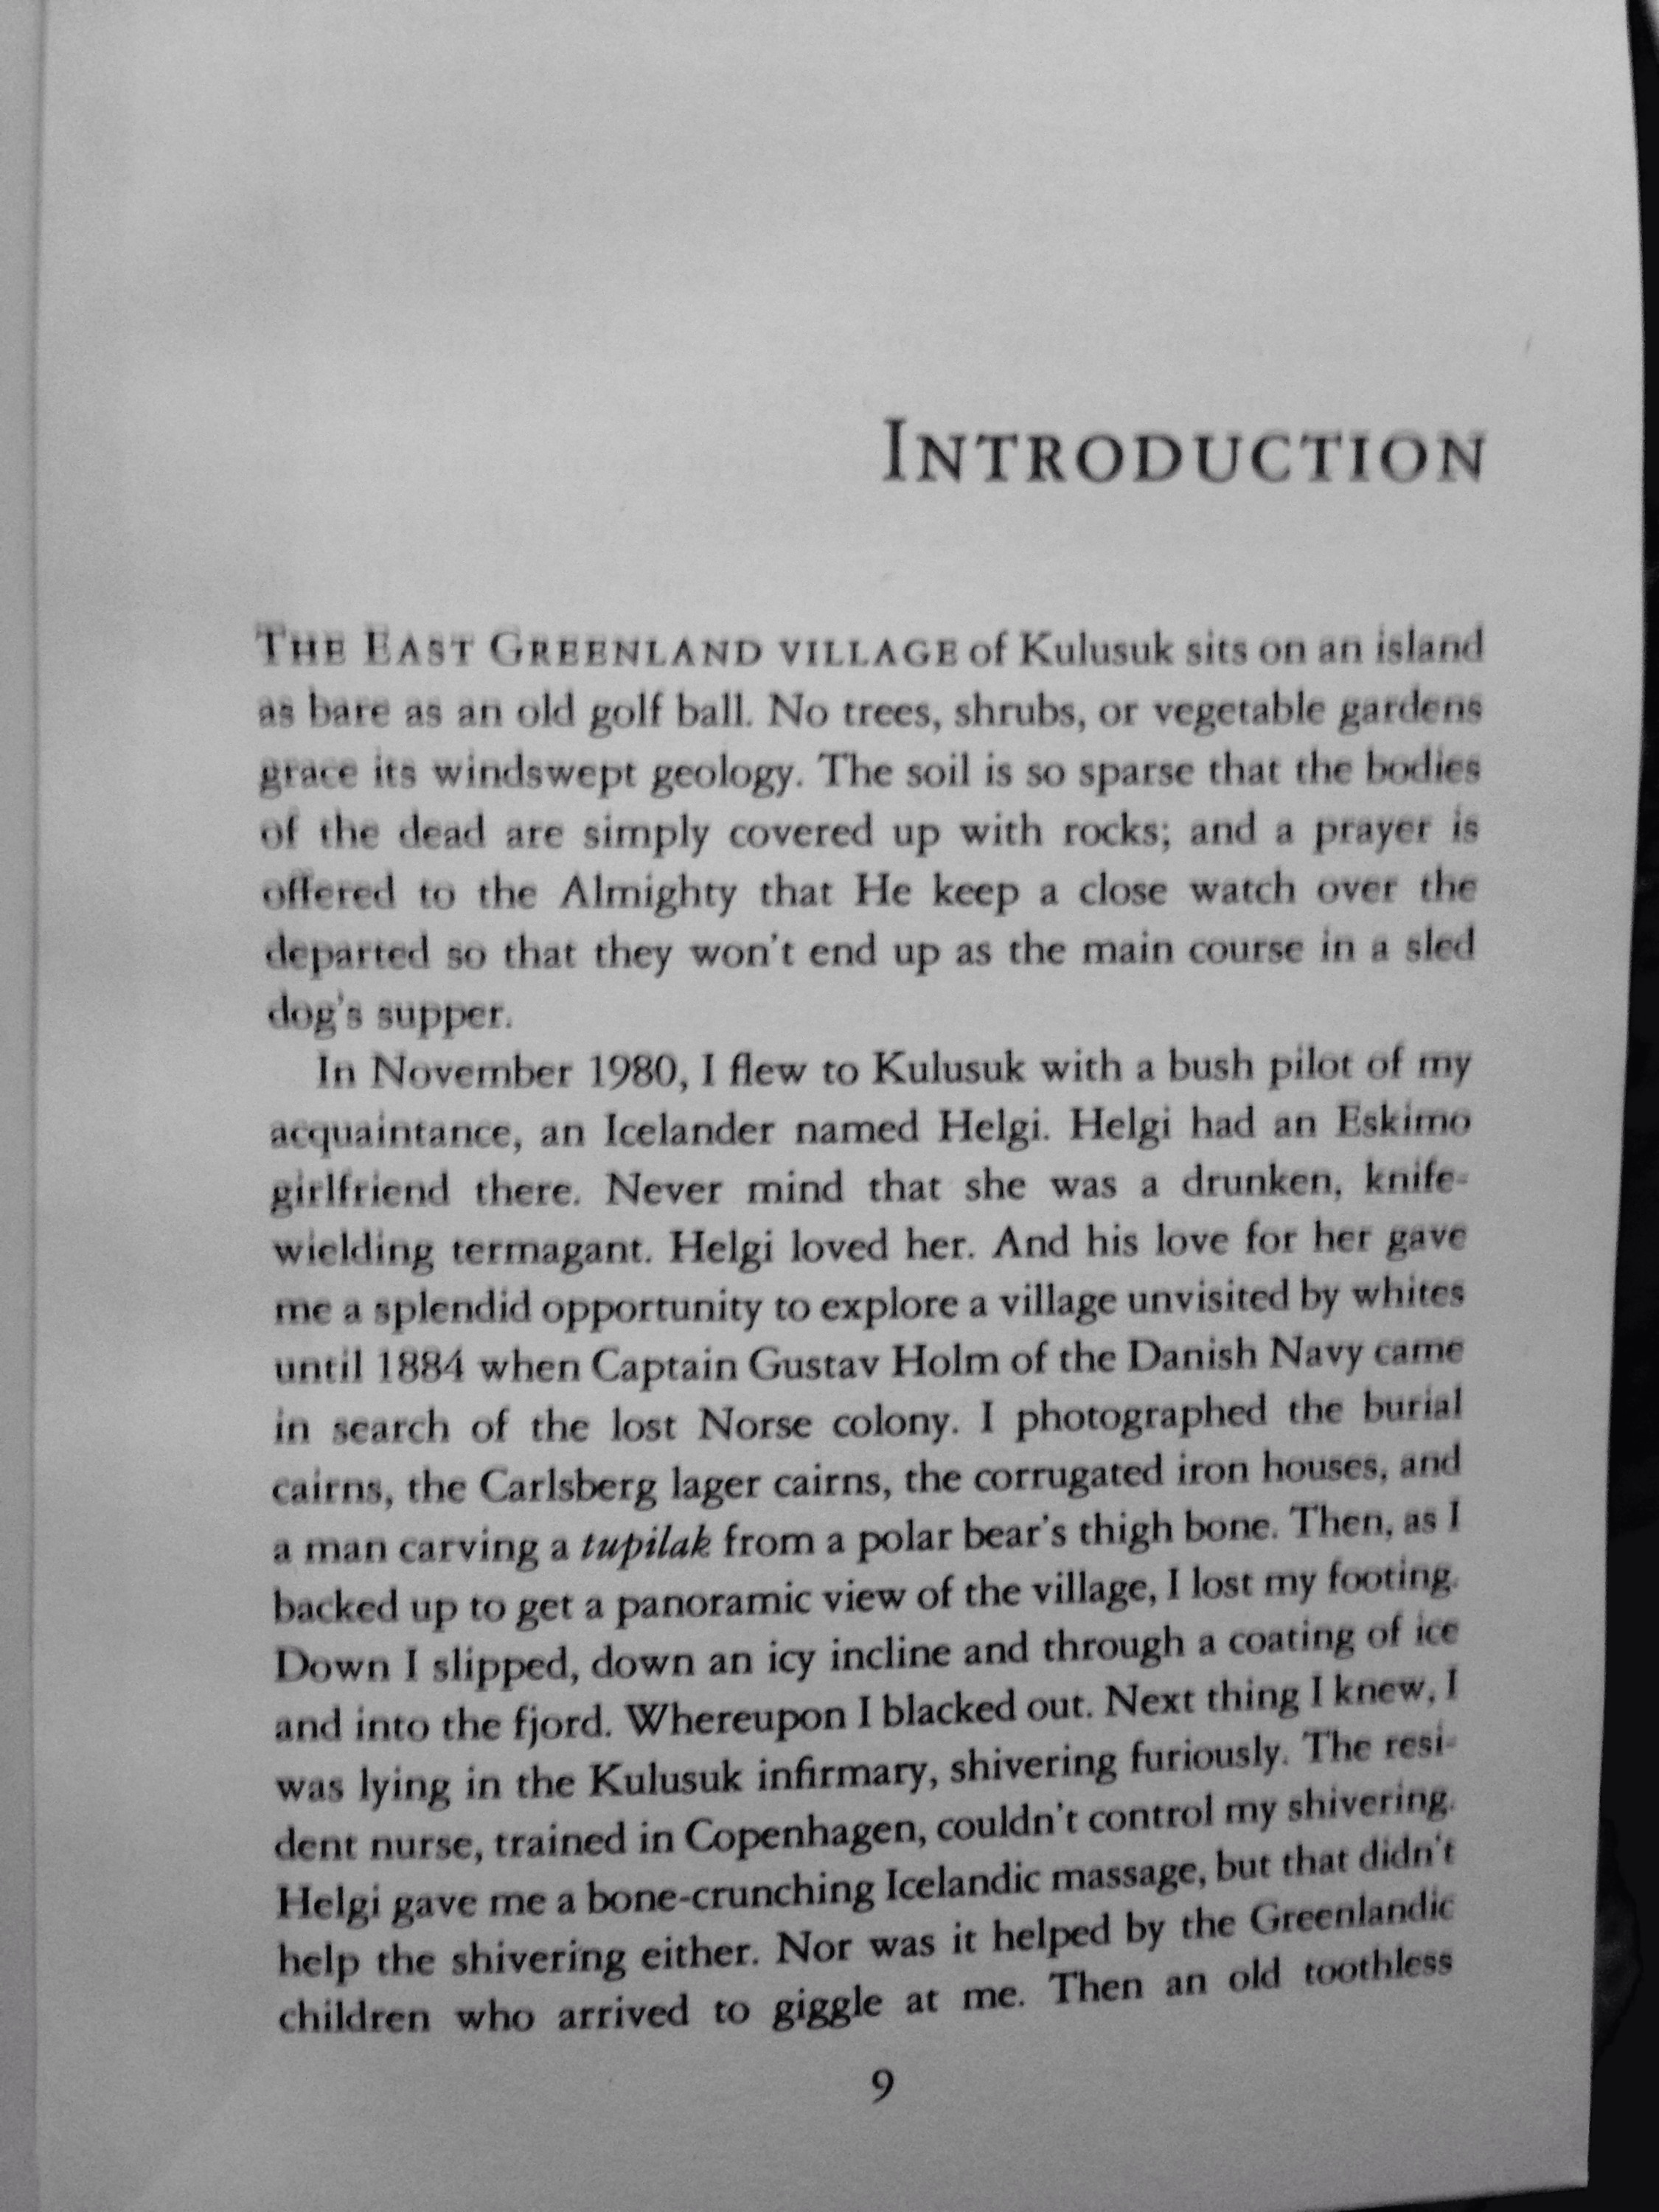 INTRODUCTION
THE EAST GREENLAND VILLAGE of Kulusuk sits on an island
as bare as an old golf ball. No trees, shrubs, or vegetable gardens
grace its windswept geology. The soil is so sparse that the bodies
of the dead are simply covered up with rocks; and a prayer is
offered to the Almighty that He keep a close watch over the
departed so that they won't end up as the main course in a sled
dog's supper.
In November 1980, I flew to Kulusuk with a bush pilot of my
acquaintance, an Icelander named Helgi. Helgi had an Eskimo
girlfriend there. Never mind that she was a drunken, knife-
wielding termagant. Helgi loved her. And his love for her gave
me a splendid opportunity to explore a village unvisited by whites
until 1884 when Captain Gustav Holm of the Danish Navy came
in search of the lost Norse colony. I photographed the burial
cairns, the Carlsberg lager cairns, the corrugated iron houses, and
a man carving a tupilak from a polar bear's thigh bone. Then, as I
backed up to get a panoramic view of the village, I lost my footing.
Down I slipped, down an icy incline and through a coating of ice
and into the fjord. Whereupon I blacked out. Next thing I knew, I
was lying in the Kulusuk infirmary, shivering furiously. The resi-
dent nurse, trained in Copenhagen, couldn't control my shivering.
Helgi gave me a bone-crunching Icelandic massage, but that didn't
help the shivering either. Nor was it helped by the Greenlandic
children who arrived to giggle at me. Then an old toothless
9